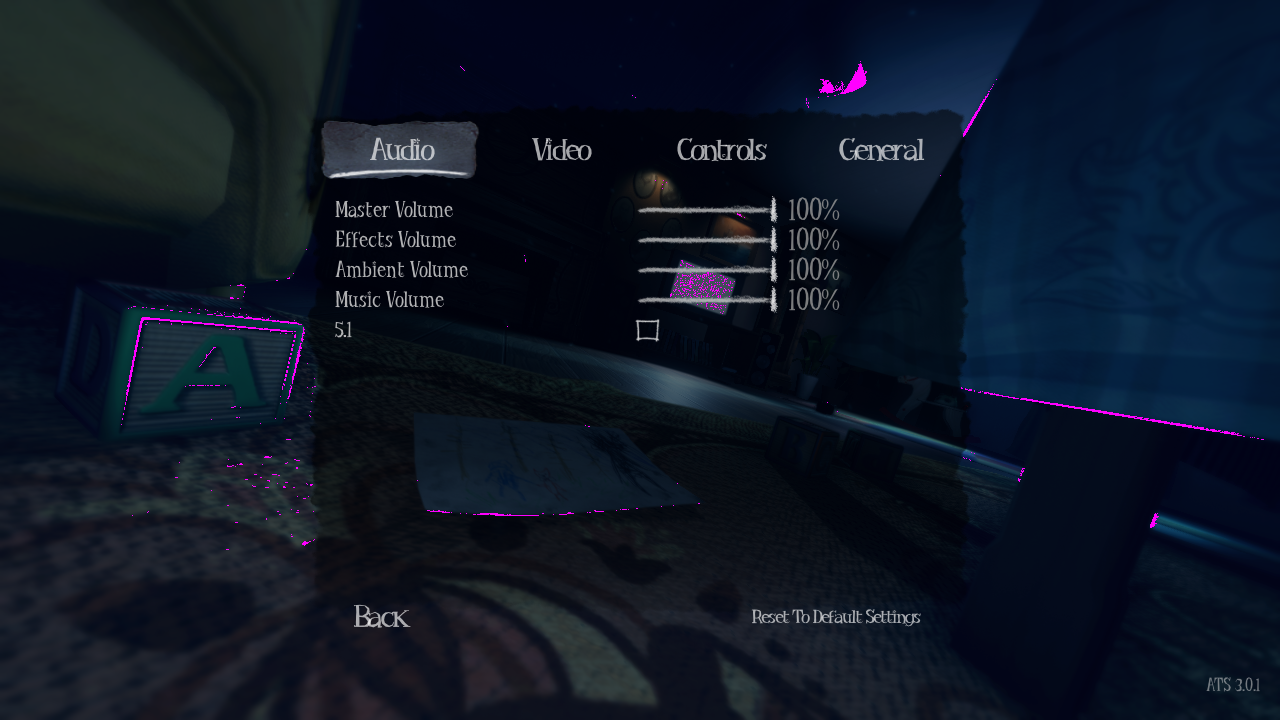 Audio Video Controls General
Master Volume 100%
Effects Volume 100%
Ambient Volume 100%
Music Volume 100%
5.1
A
Back Reset To Default Settings
ATS 3.0.1